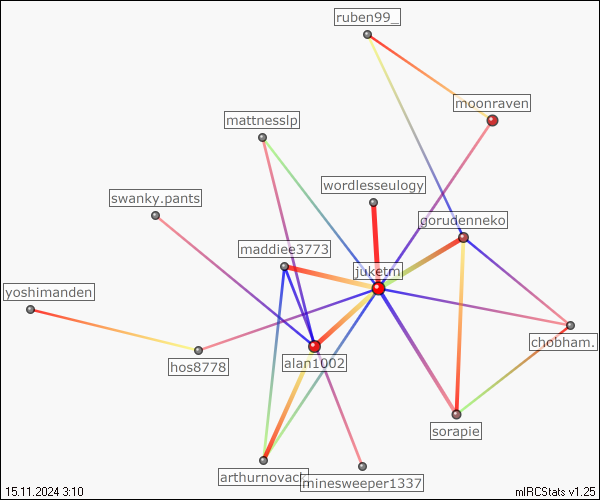 ruben99_
moonraven
mattnesslp
wordlesseulogy
swanky.pants
gorudenneko
maddiee3773
juketm
yoshimanden
chobham.
hos8778
alan1002
sorapie
arthurnovack
minesweeper1337
15.11.2024 3:10
mIRCStats v1.25